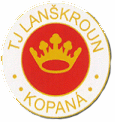 TJ LANŠKROUN
• KOPANÁ •